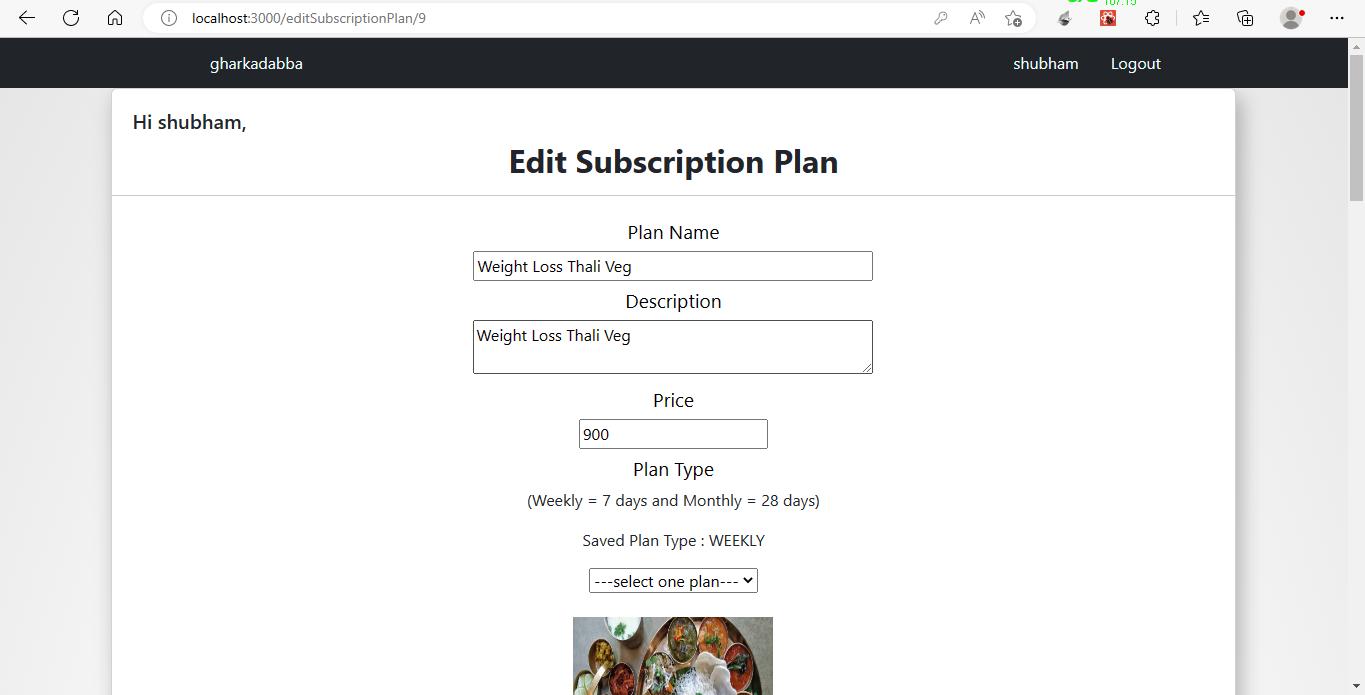 localhost:3000/editSubscriptionPlan/9
gharkadabba
shubham
Logout
Hi shubham,
Edit Subscription Plan
Plan Name
Weight Loss Thali Veg
Description
Weight Loss Thali Veg
Price
900
Plan Type
(Weekly = 7 days and Monthly = 28 days)
Saved Plan Type : WEEKLY
---select one plan---